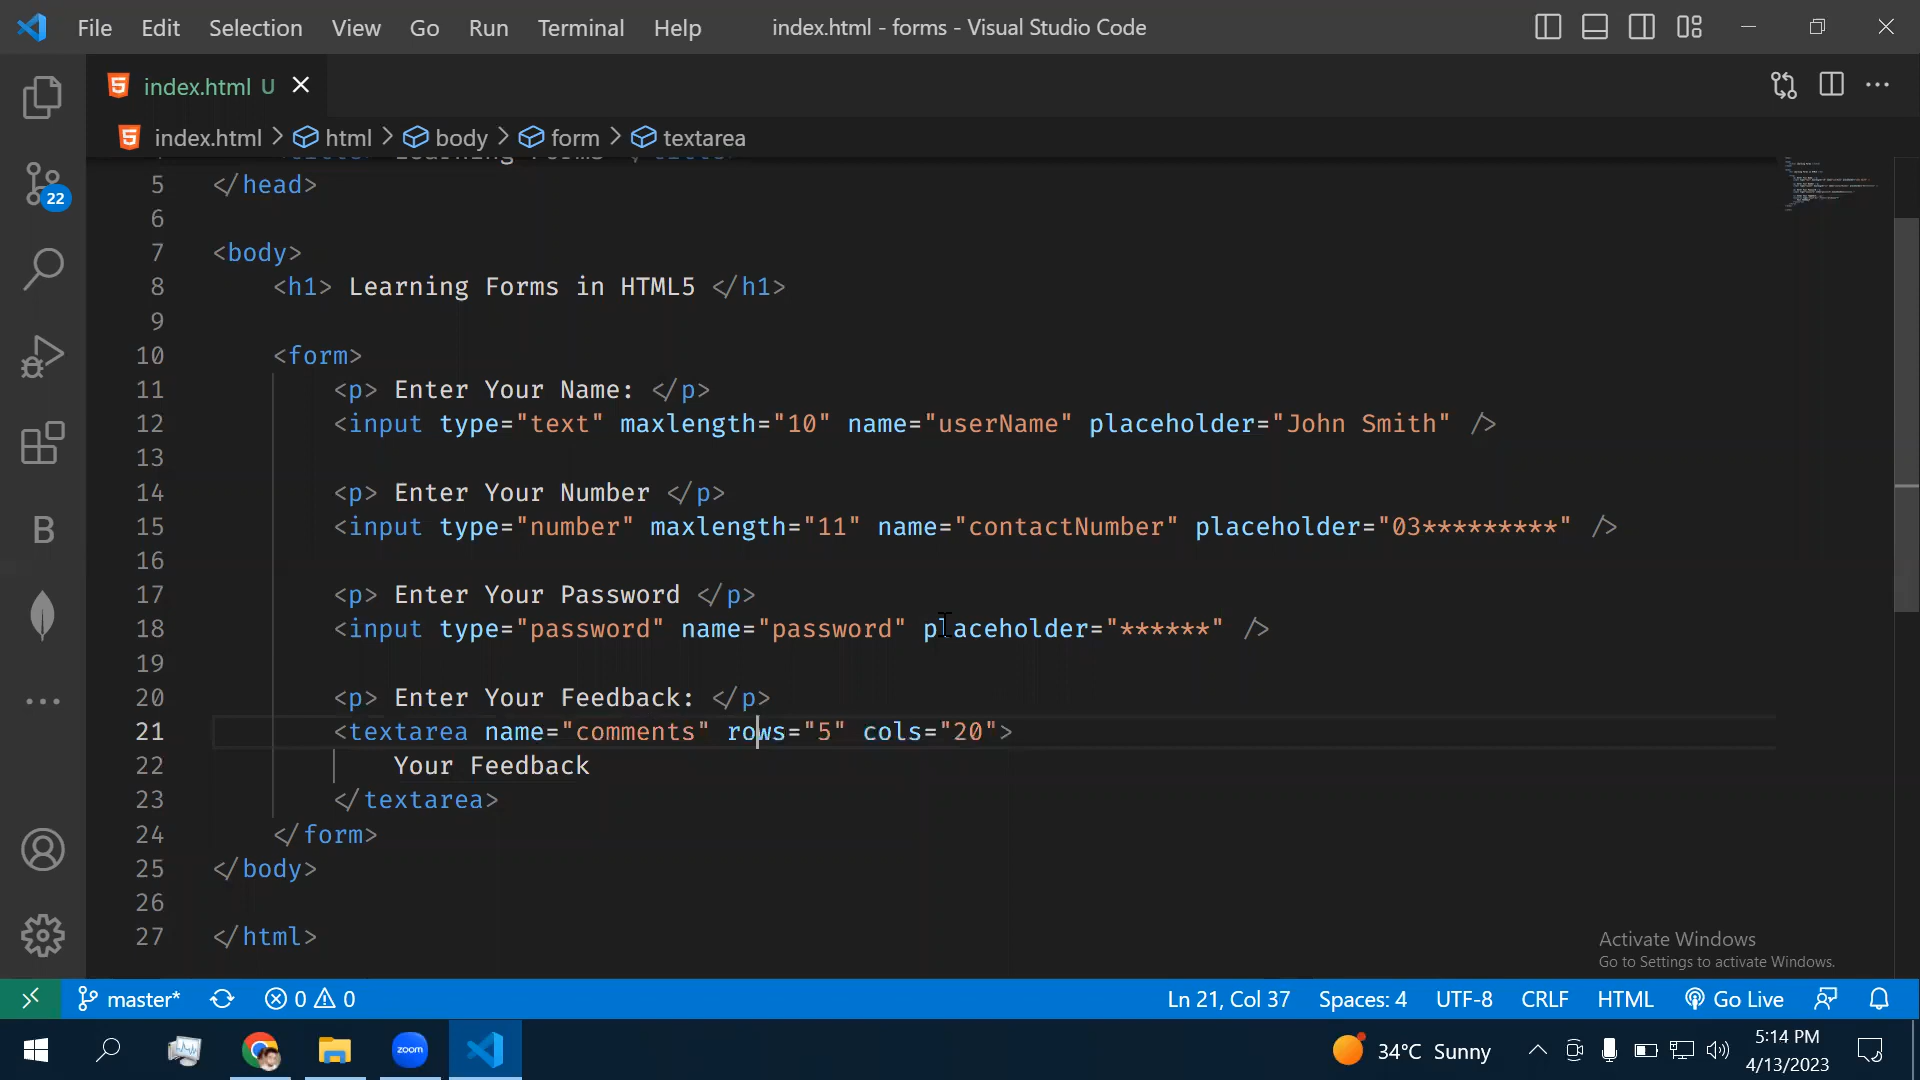 File Edit Selection View Go Run Terminal Help index.html - forms - Visual Studio Code
index.html U
index.html > html > body > form > textarea
5 </head>
6
7 <body>
8 <h1> Learning Forms in HTML5 </h1>
9
10 <form>
11 <p> Enter Your Name: </p>
12 <input type="text" maxlength="10" name="userName" placeholder="John Smith" />
13
14 <p> Enter Your Number </p>
15 <input type="number" maxlength="11" name="contactNumber" placeholder="03*********" />
16
17 <p> Enter Your Password </p>
18 <input type="password" name="password" placeholder="******" />
19
20 <p> Enter Your Feedback: </p>
21 <textarea name="comments" rows="5" cols="20">
22 Your Feedback
23 </textarea>
24 </form>
25 </body>
26
27 </html>
22
B
Activate Windows
Go to Settings to activate Windows.
master* 0 0 Ln 21, Col 37 Spaces: 4 UTF-8 CRLF HTML Go Live
zoom 34°C Sunny 5:14 PM
4/13/2023